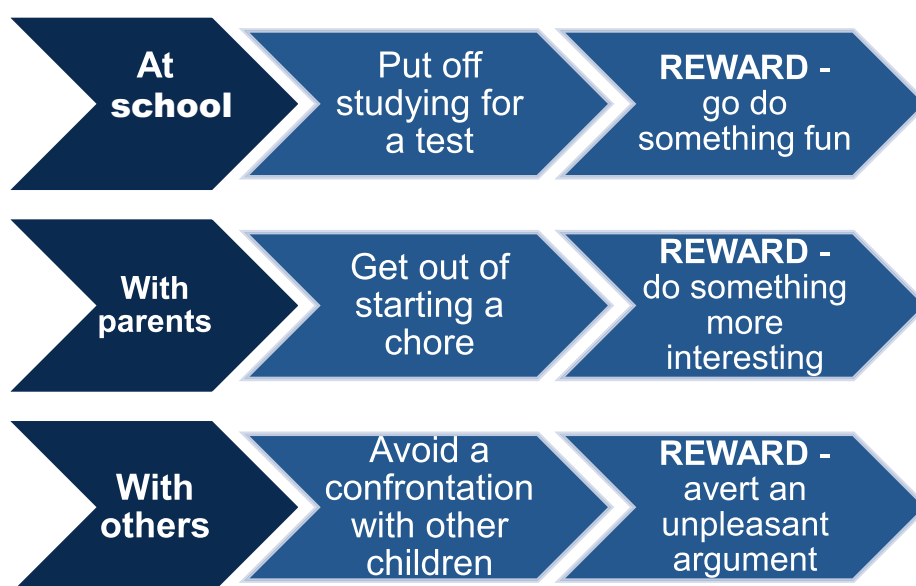 At
school
Put off
studying for
a test
REWARD -
go do
something fun
With
parents
Get out of
starting a
chore
REWARD -
do something
more
interesting
With
others
Avoid a
confrontation
with other
children
REWARD -
avert an
unpleasant
argument